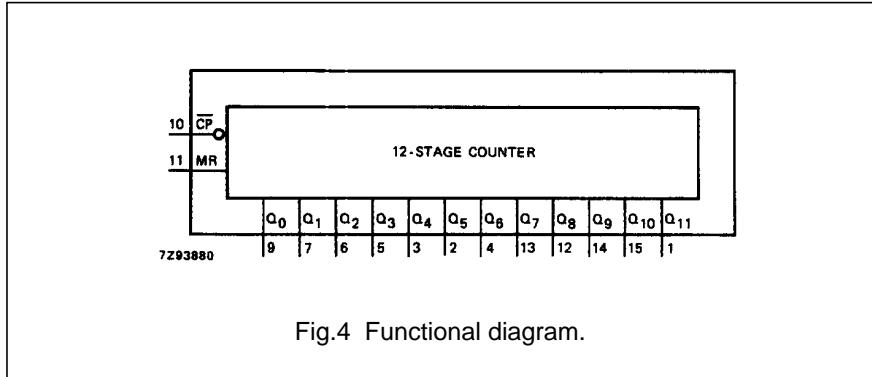 10 C̅P̅
11 MR
12-STAGE COUNTER
Q0 Q1 Q2 Q3 Q4 Q5 Q6 Q7 Q8 Q9 Q10 Q11
9 7 6 5 3 2 4 13 12 14 15 1
7Z93880
Fig.4 Functional diagram.